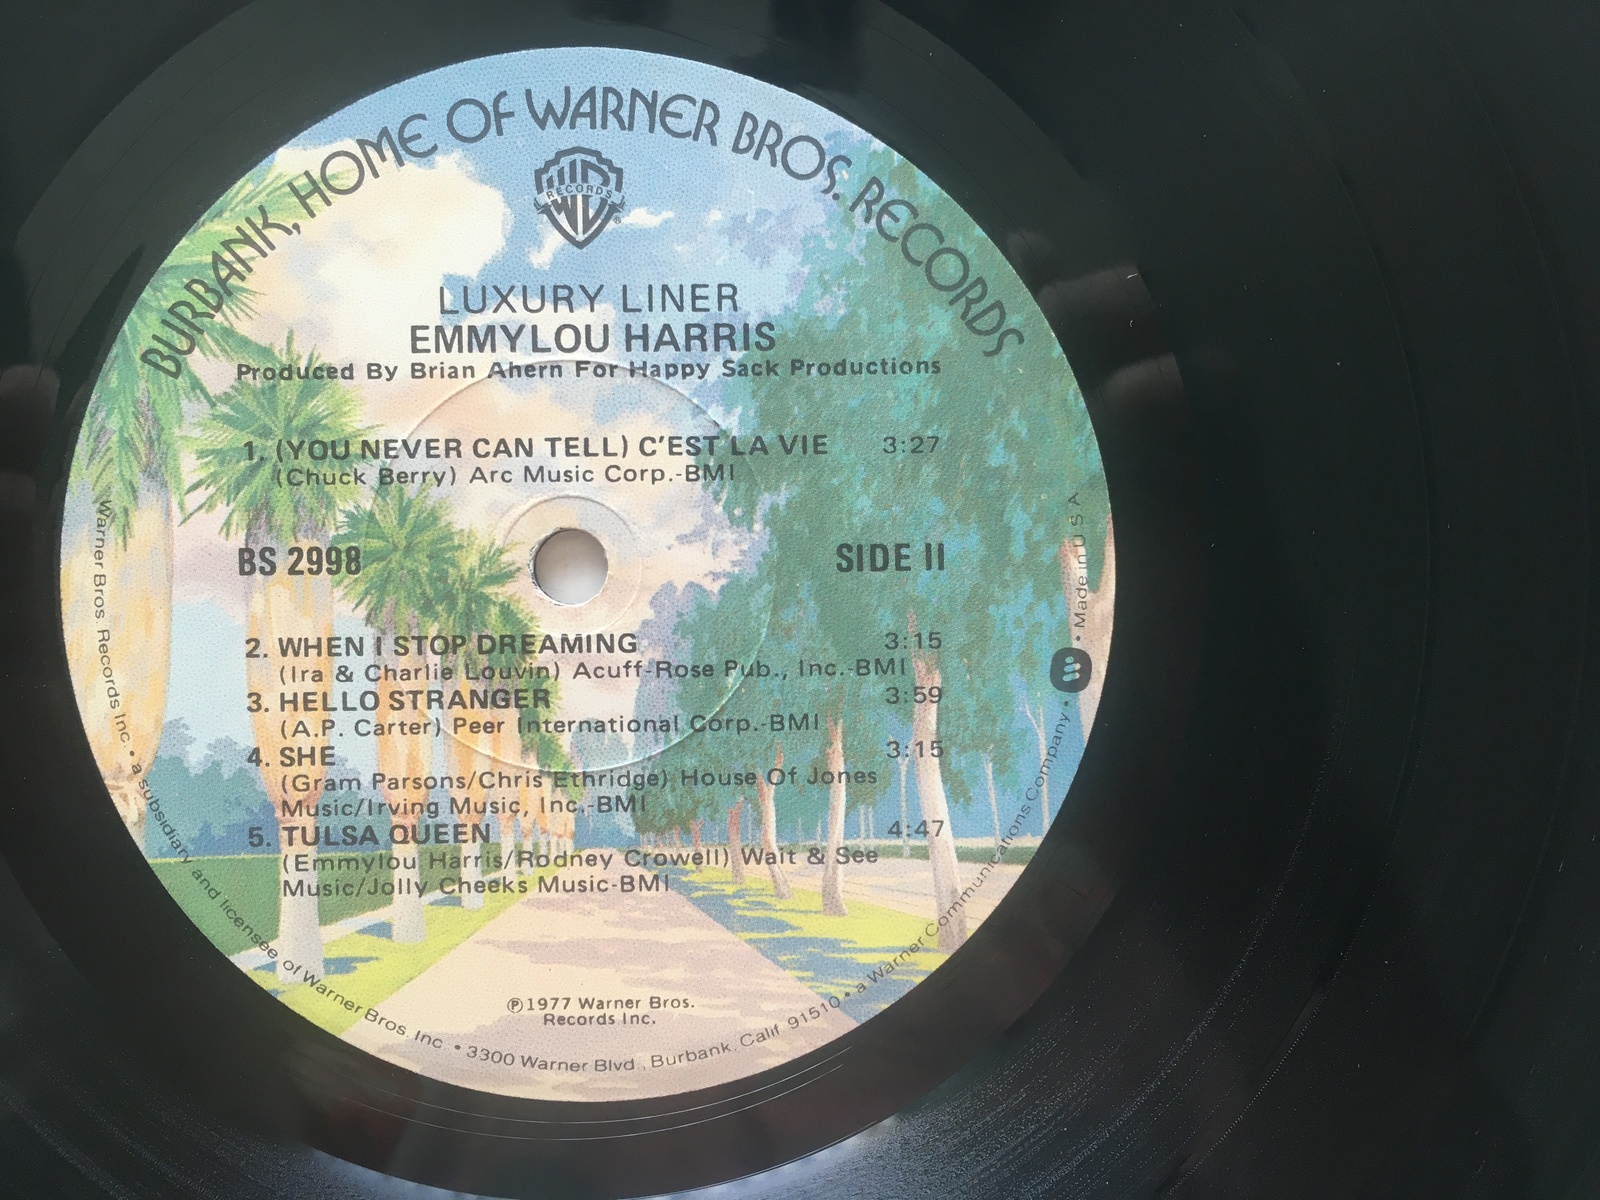 BURBANK, HOME OF WARNER BROS. RECORDS
W RECORDS ®
LUXURY LINER
EMMYLOU HARRIS
Produced By Brian Ahern For Happy Sack Productions
1. (YOU NEVER CAN TELL) C'EST LA VIE 3:27
(Chuck Berry) Arc Music Corp.-BMI
BS 2998 SIDE II
2. WHEN I STOP DREAMING 3:15
(Ira & Charlie Louvin) Acuff-Rose Pub., Inc.-BMI
3. HELLO STRANGER 3:59
(A.P. Carter) Peer International Corp.-BMI
4. SHE 3:15
(Gram Parsons/Chris Ethridge) House Of Jones
Music/Irving Music, Inc.-BMI
5. TULSA QUEEN 4:47
(Emmylou Harris/Rodney Crowell) Wait & See
Music/Jolly Cheeks Music-BMI
℗1977 Warner Bros.
Records Inc.
Warner Bros. Records Inc. • a subsidiary and licensee of Warner Bros. Inc. • 3300 Warner Blvd., Burbank, Calif. 91510 • a Warner Communications Company • Made in U S A